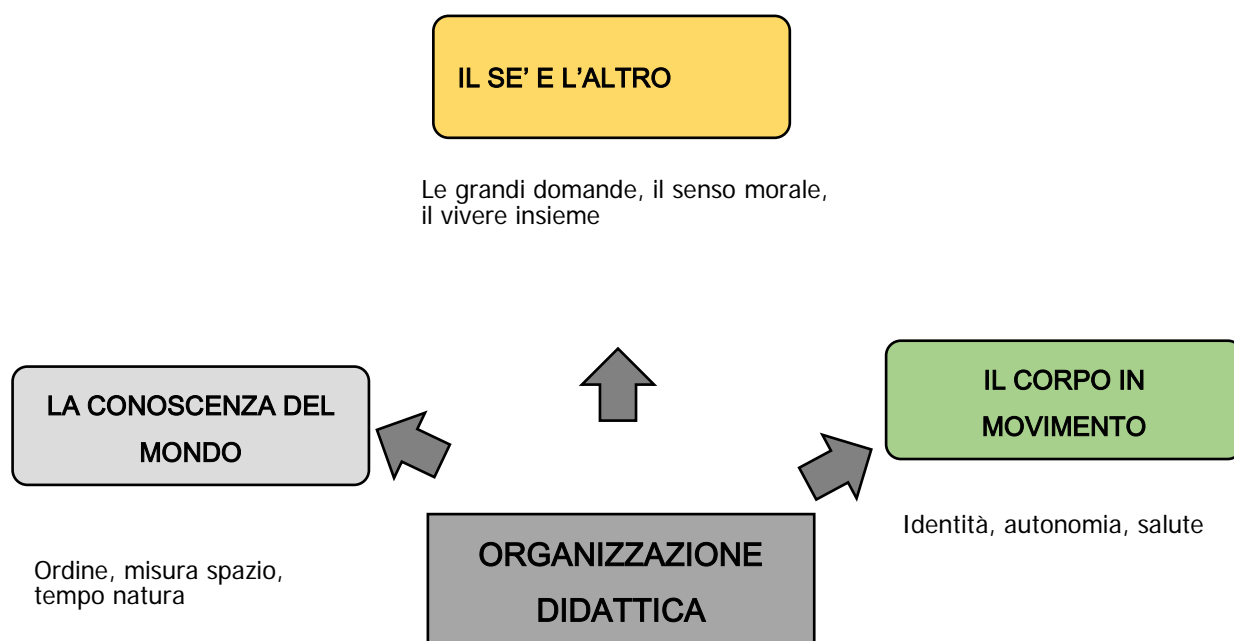 IL SE’ E L’ALTRO
Le grandi domande, il senso morale,
il vivere insieme
LA CONOSCENZA DEL
MONDO
IL CORPO IN
MOVIMENTO
Identità, autonomia, salute
Ordine, misura spazio,
tempo natura
ORGANIZZAZIONE
DIDATTICA